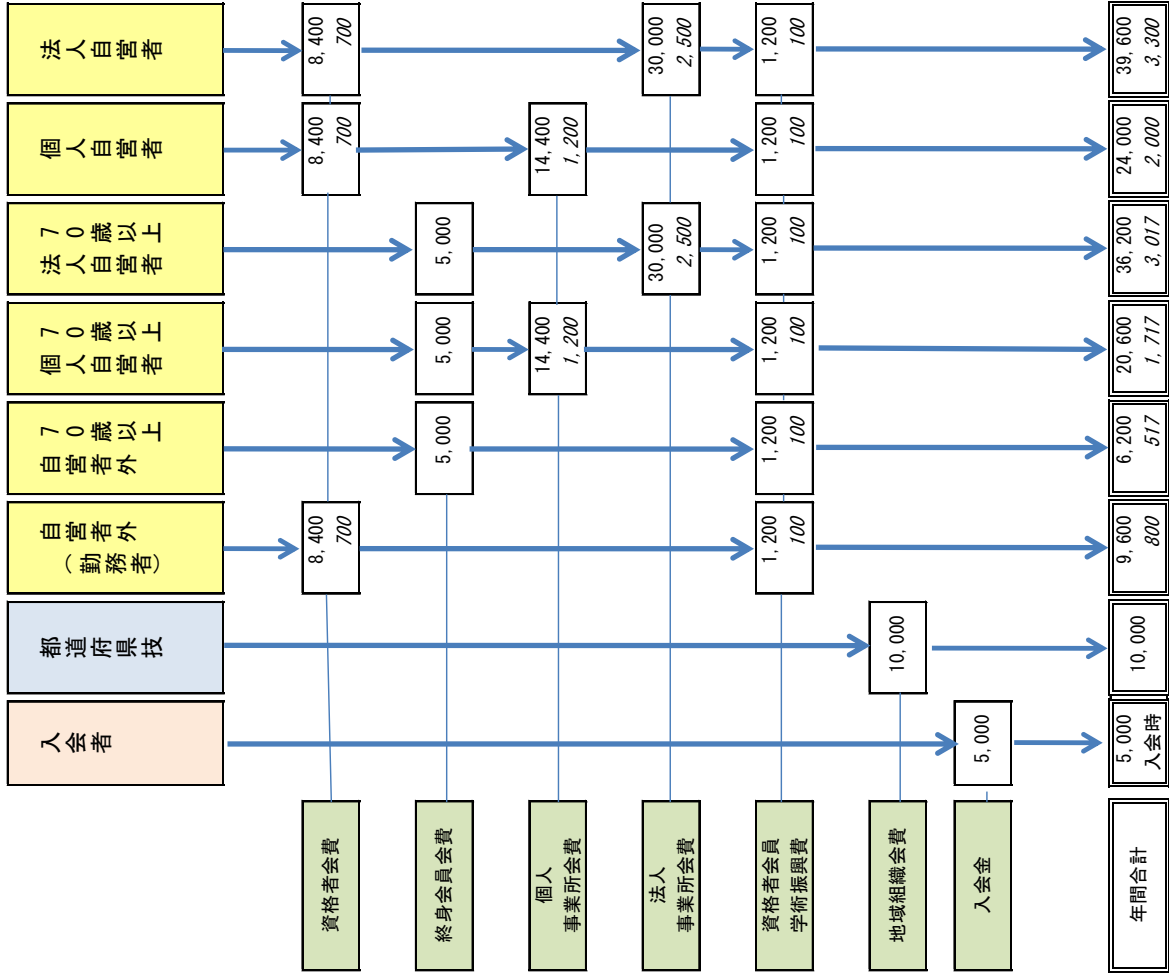 法人自営者
個人自営者
７０歳以上
法人自営者
７０歳以上
個人自営者
７０歳以上
自営者外
自営者外
（勤務者）
都道府県技
入会者
資格者会費
8,400
700
8,400
700
8,400
700
終身会員会費
5,000
5,000
5,000
個人
事業所会費
14,400
1,200
14,400
1,200
法人
事業所会費
30,000
2,500
30,000
2,500
資格者会員
学術振興費
1,200
100
1,200
100
1,200
100
1,200
100
1,200
100
1,200
100
地域組織会費
10,000
入会金
5,000
年間合計
39,600
3,300
24,000
2,000
36,200
3,017
20,600
1,717
6,200
517
9,600
800
10,000
5,000
入会時